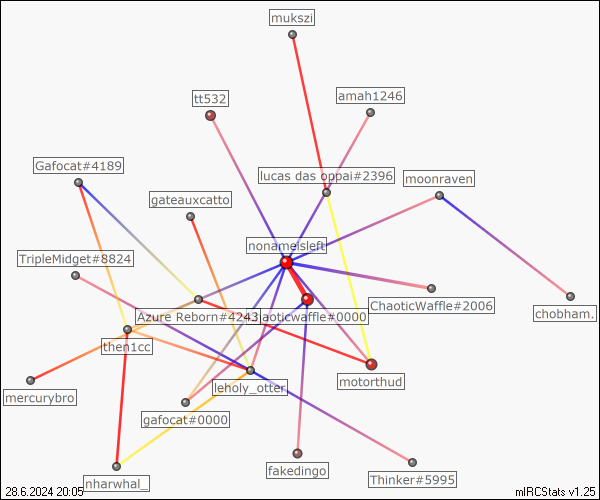 mukszi
tt532
amah1246
Gafocat#4189
lucas das oppai#2396
moonraven
gateauxcatto
nonameisleft
TripleMidget#8824
ChaoticWaffle#2006
chobham.
Azure Reborn#4243
haoticwaffle#0000
then1cc
motorthud
leholy_otter
mercurybro
gafocat#0000
fakedingo
Thinker#5995
nharwhal_
28.6.2024 20:05
mIRCStats v1.25